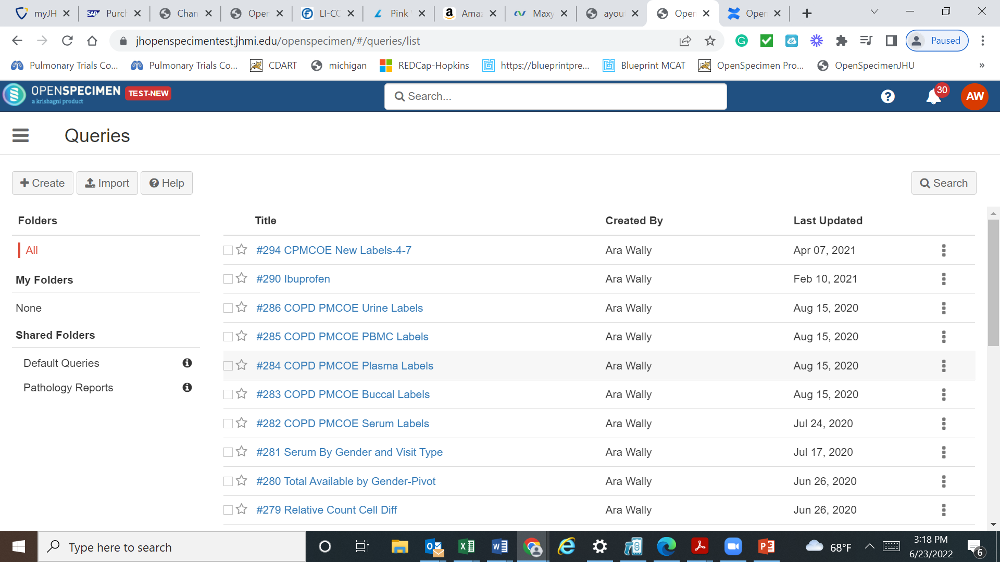 myJH Purch Chan Oper LI-CO Pink Amaz Maxy ayou Oper Oper
jhopenspecimentest.jhmi.edu/openspecimen/#/queries/list Paused
Pulmonary Trials Co... Pulmonary Trials Co... CDART michigan REDCap-Hopkins https://blueprintpre... Blueprint MCAT OpenSpecimen Pro... OpenSpecimenJHU »
OPENSPECIMEN TEST-NEW Search... 30 AW
a krishagni product
Queries
Create Import Help Search
Folders Title Created By Last Updated
All #294 CPMCOE New Labels-4-7 Ara Wally Apr 07, 2021
My Folders #290 Ibuprofen Ara Wally Feb 10, 2021
None #286 COPD PMCOE Urine Labels Ara Wally Aug 15, 2020
Shared Folders #285 COPD PMCOE PBMC Labels Ara Wally Aug 15, 2020
Default Queries #284 COPD PMCOE Plasma Labels Ara Wally Aug 15, 2020
Pathology Reports #283 COPD PMCOE Buccal Labels Ara Wally Aug 15, 2020
#282 COPD PMCOE Serum Labels Ara Wally Jul 24, 2020
#281 Serum By Gender and Visit Type Ara Wally Jul 17, 2020
#280 Total Available by Gender-Pivot Ara Wally Jun 26, 2020
#279 Relative Count Cell Diff Ara Wally Jun 26, 2020
Type here to search 68°F 3:18 PM
6/23/2022 6